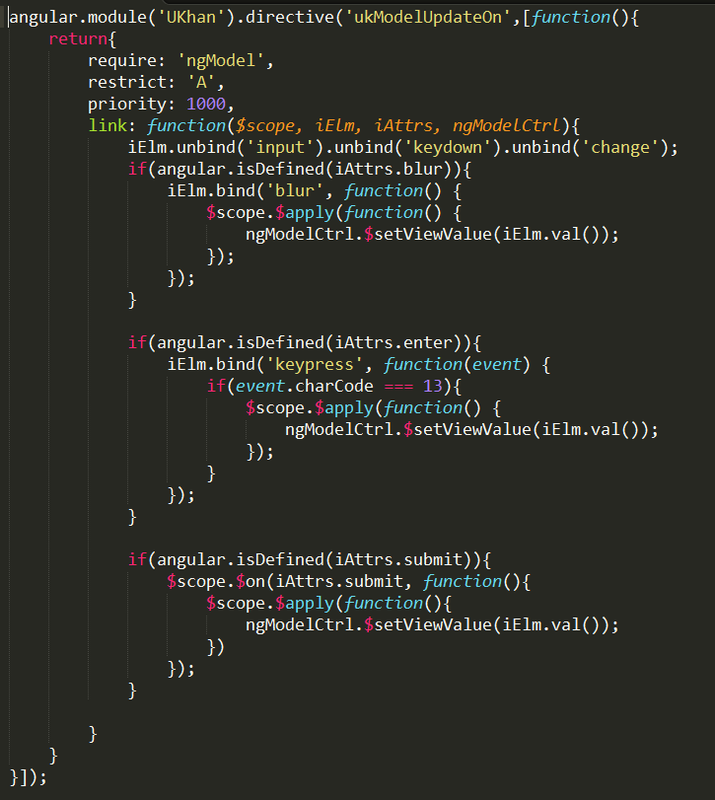 angular.module('UKhan').directive('ukModelUpdateOn',[function(){
    return{
        require: 'ngModel',
        restrict: 'A',
        priority: 1000,
        link: function($scope, iElm, iAttrs, ngModelCtrl){
            iElm.unbind('input').unbind('keydown').unbind('change');
            if(angular.isDefined(iAttrs.blur)){
                iElm.bind('blur', function() {
                    $scope.$apply(function() {
                        ngModelCtrl.$setViewValue(iElm.val());
                    });
                });
            }

            if(angular.isDefined(iAttrs.enter)){
                iElm.bind('keypress', function(event) {
                    if(event.charCode === 13){
                        $scope.$apply(function() {
                            ngModelCtrl.$setViewValue(iElm.val());
                        });
                    }
                });
            }

            if(angular.isDefined(iAttrs.submit)){
                $scope.$on(iAttrs.submit, function(){
                    $scope.$apply(function(){
                        ngModelCtrl.$setViewValue(iElm.val());
                    })
                });
            }

        }
    }
}]);